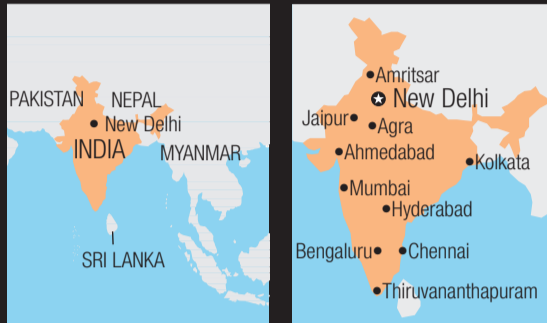 PAKISTAN
NEPAL
New Delhi
INDIA
MYANMAR
SRI LANKA
Amritsar
New Delhi
Jaipur
Agra
Ahmedabad
Kolkata
Mumbai
Hyderabad
Bengaluru
Chennai
Thiruvananthapuram